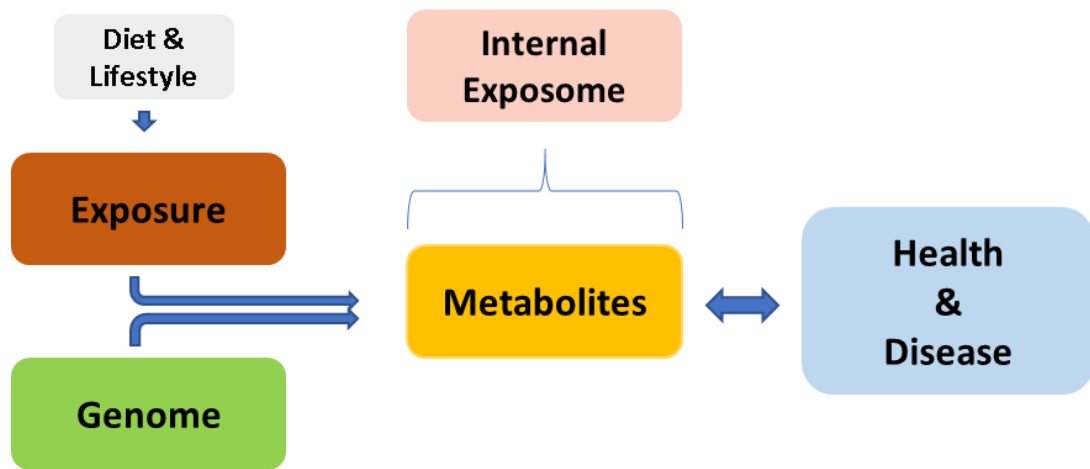 Diet &
Lifestyle
Internal
Exposome
Exposure
Metabolites
Health
&
Disease
Genome